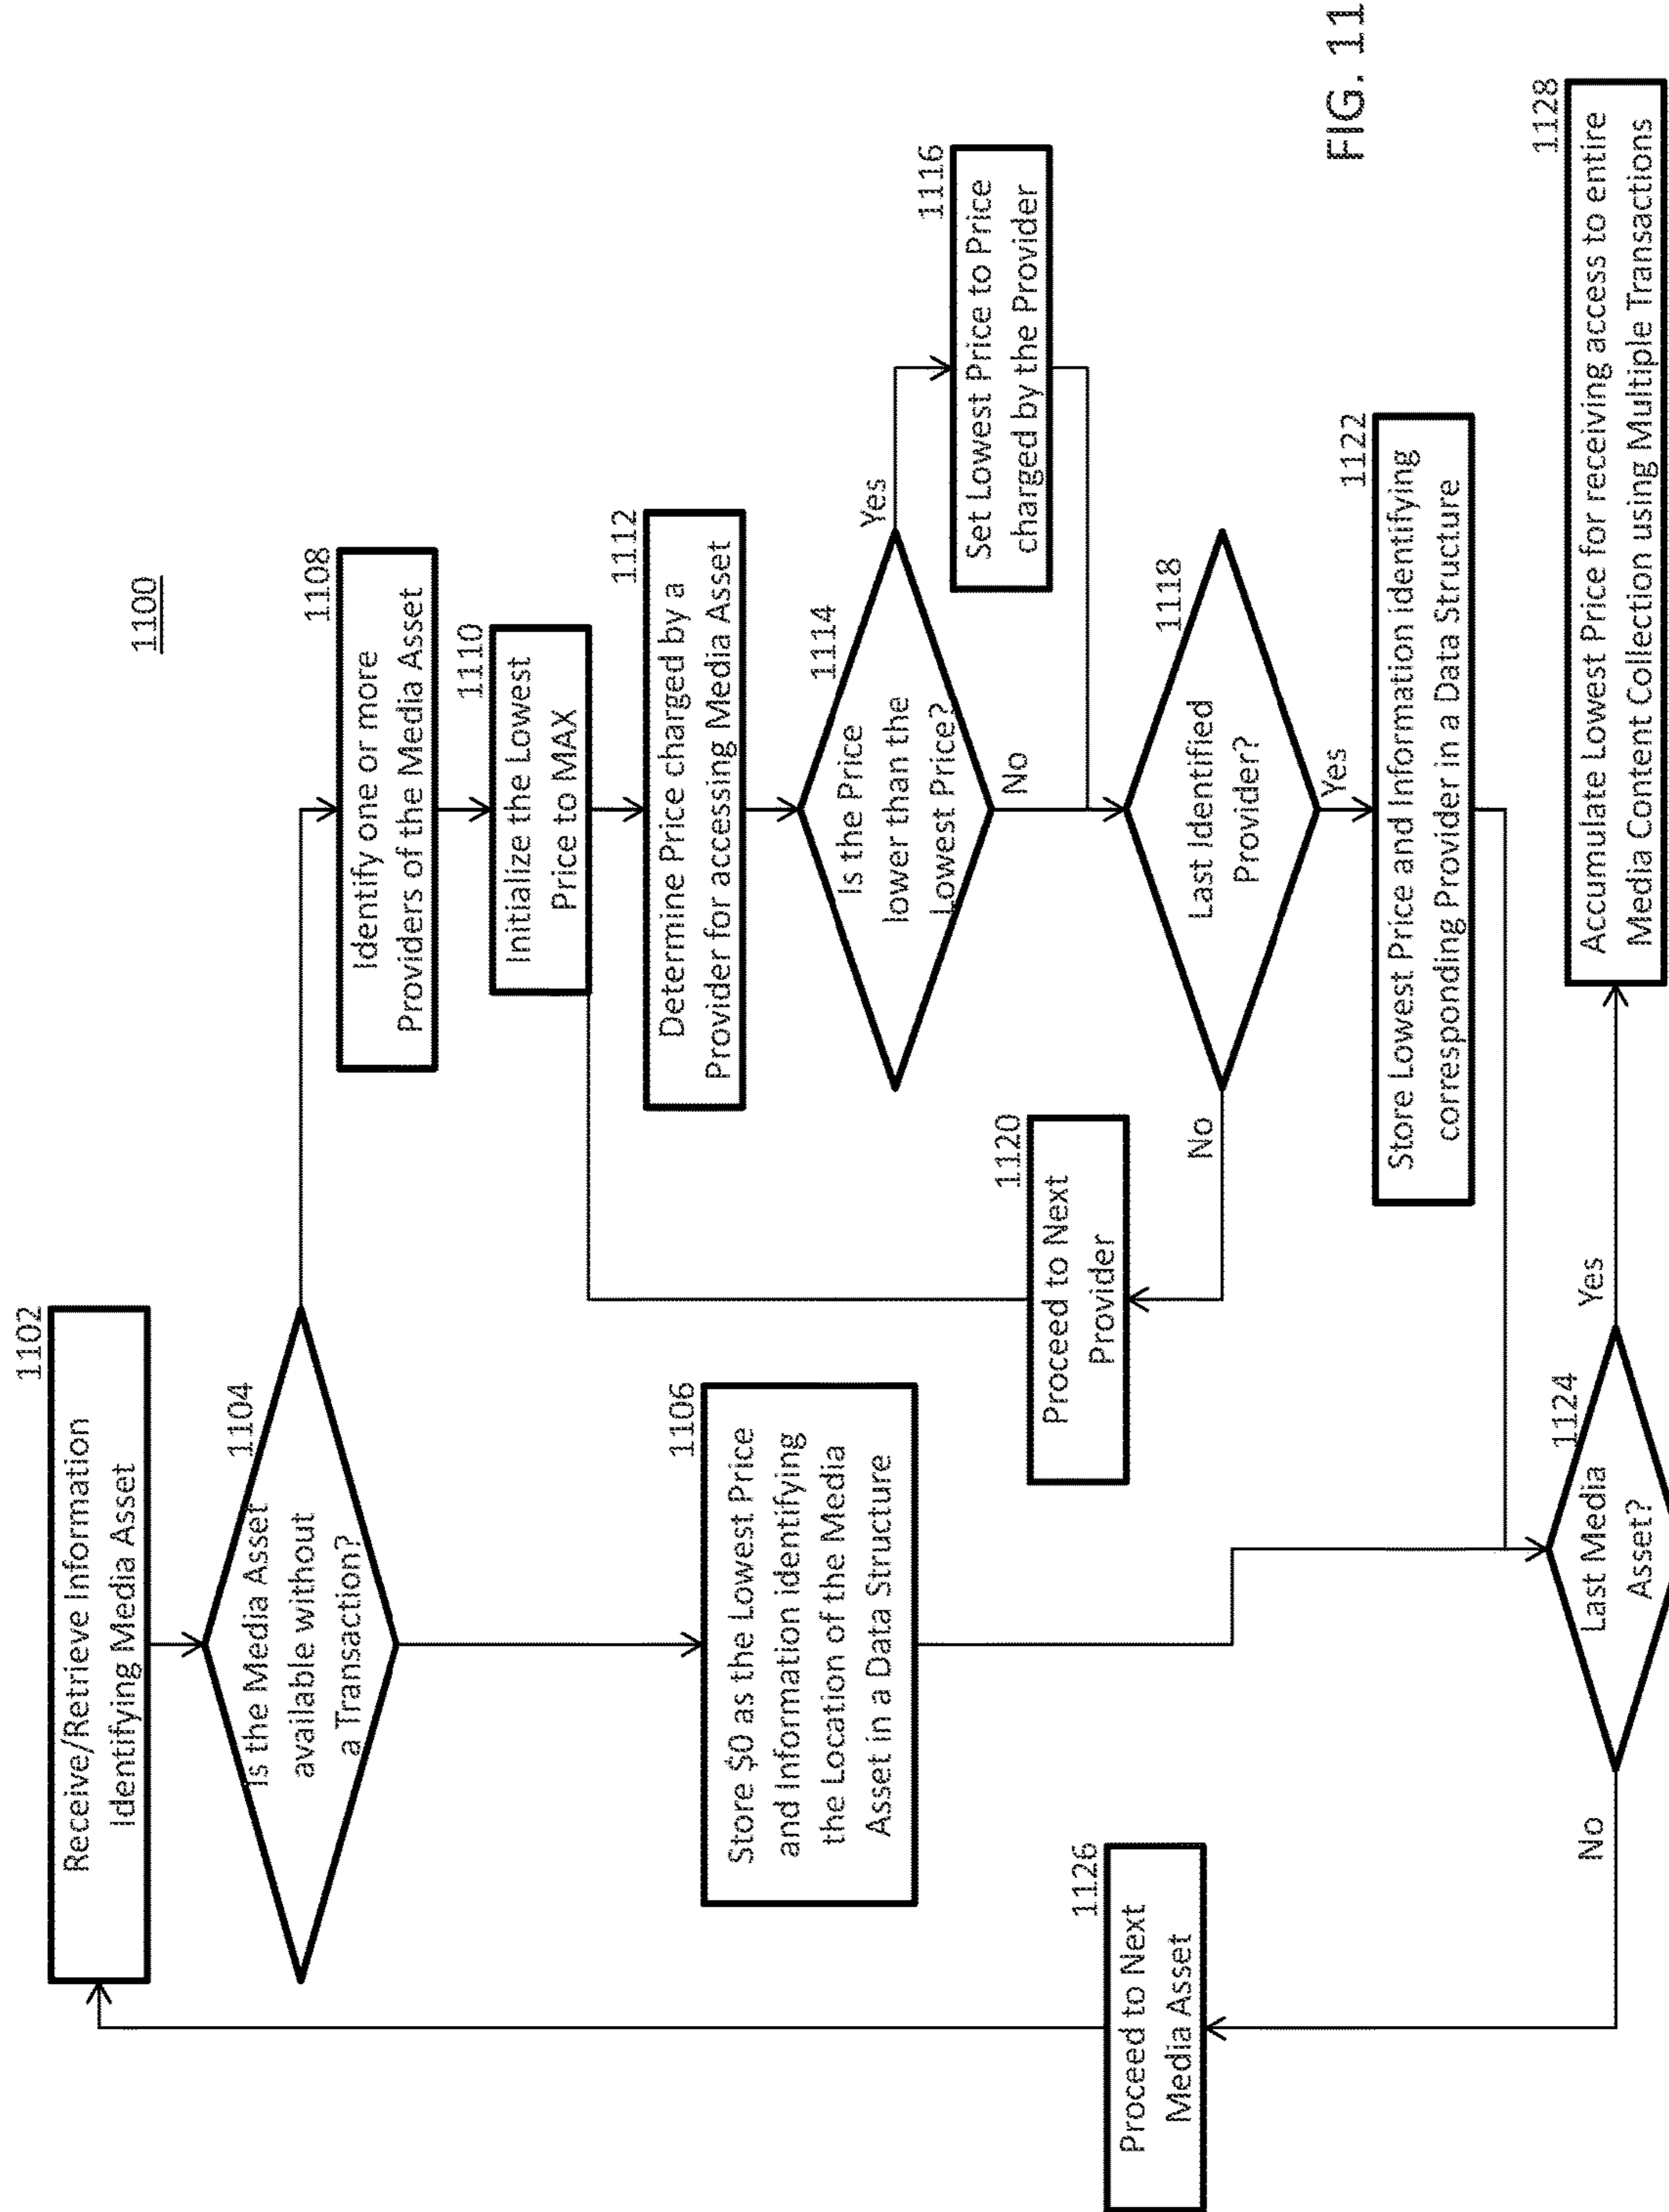 1100
1102
Receive/Retrieve Information
Identifying Media Asset
1104
Is the Media Asset
available without
a Transaction?
1106
Store $0 as the Lowest Price
and Information identifying
the Location of the Media
Asset in a Data Structure
1108
Identify one or more
Providers of the Media Asset
1110
Initialize the Lowest
Price to MAX
1112
Determine Price charged by a
Provider for accessing Media Asset
1114
Is the Price
lower than the
Lowest Price?
Yes
No
1116
Set Lowest Price to Price
charged by the Provider
1118
Last Identified
Provider?
No
Yes
1120
Proceed to Next
Provider
1122
Store Lowest Price and Information identifying
corresponding Provider in a Data Structure
1124
Last Media
Asset?
No
Yes
1126
Proceed to Next
Media Asset
1128
Accumulate Lowest Price for receiving access to entire
Media Content Collection using Multiple Transactions
FIG. 11